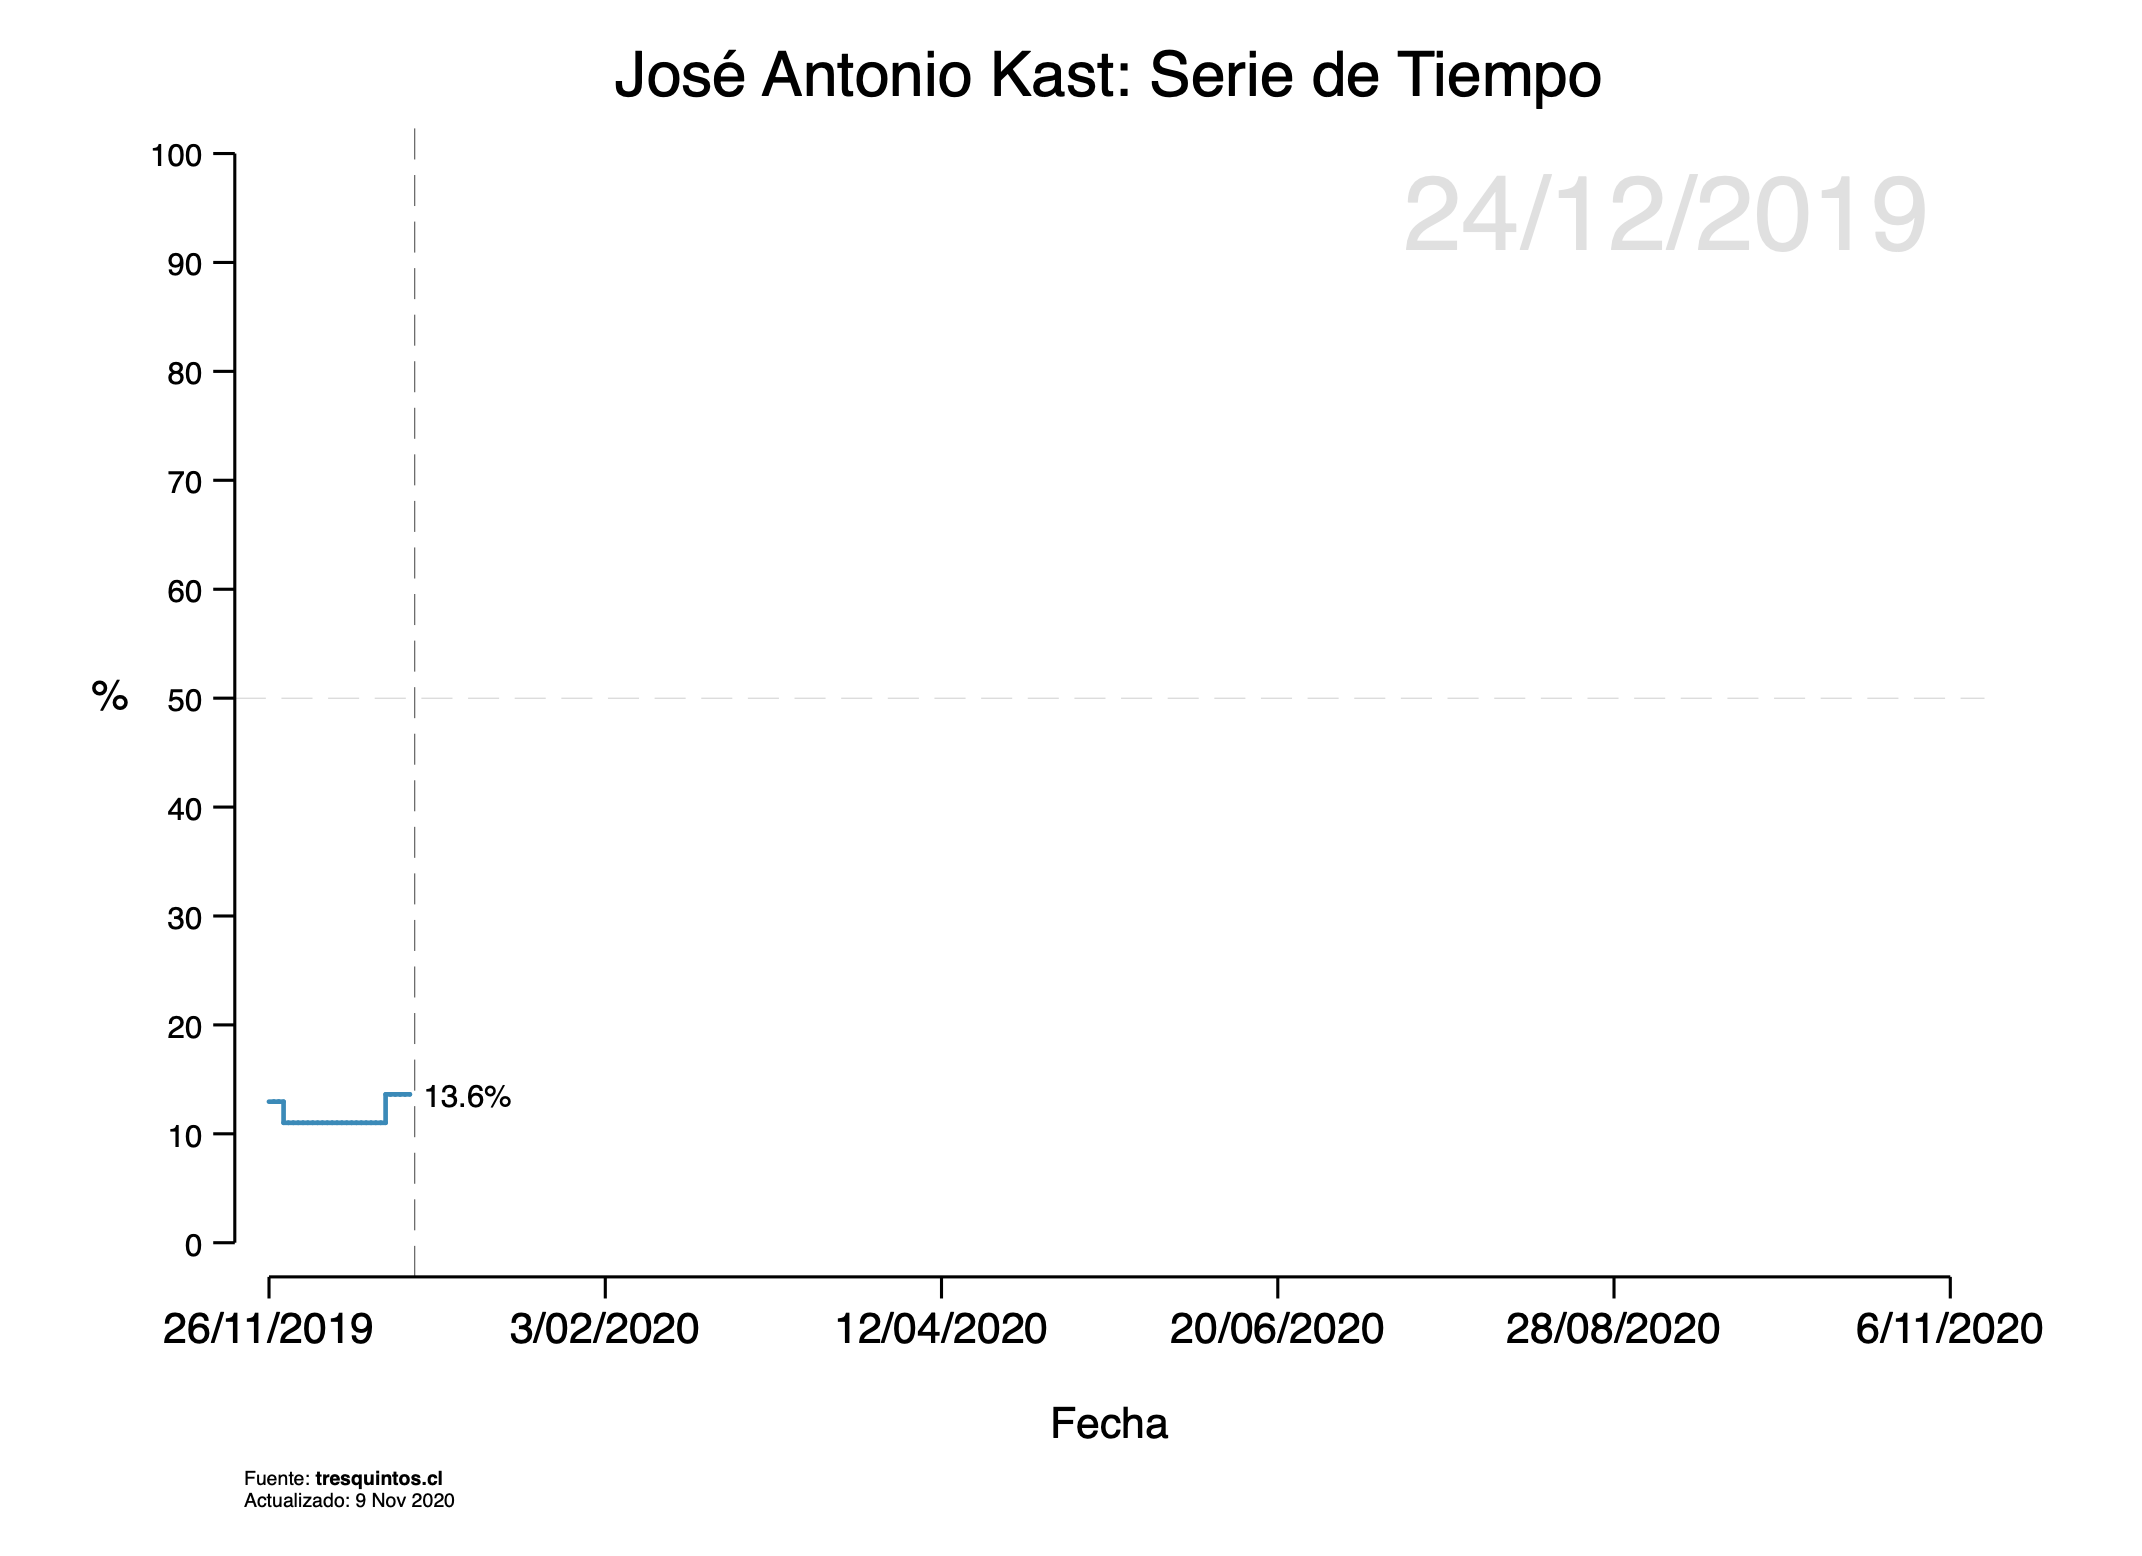 José Antonio Kast: Serie de Tiempo
24/12/2019
100
90
80
70
60
% 50
40
30
20
13.6%
10
0
26/11/2019 3/02/2020 12/04/2020 20/06/2020 28/08/2020 6/11/2020
Fecha
Fuente: tresquintos.cl
Actualizado: 9 Nov 2020